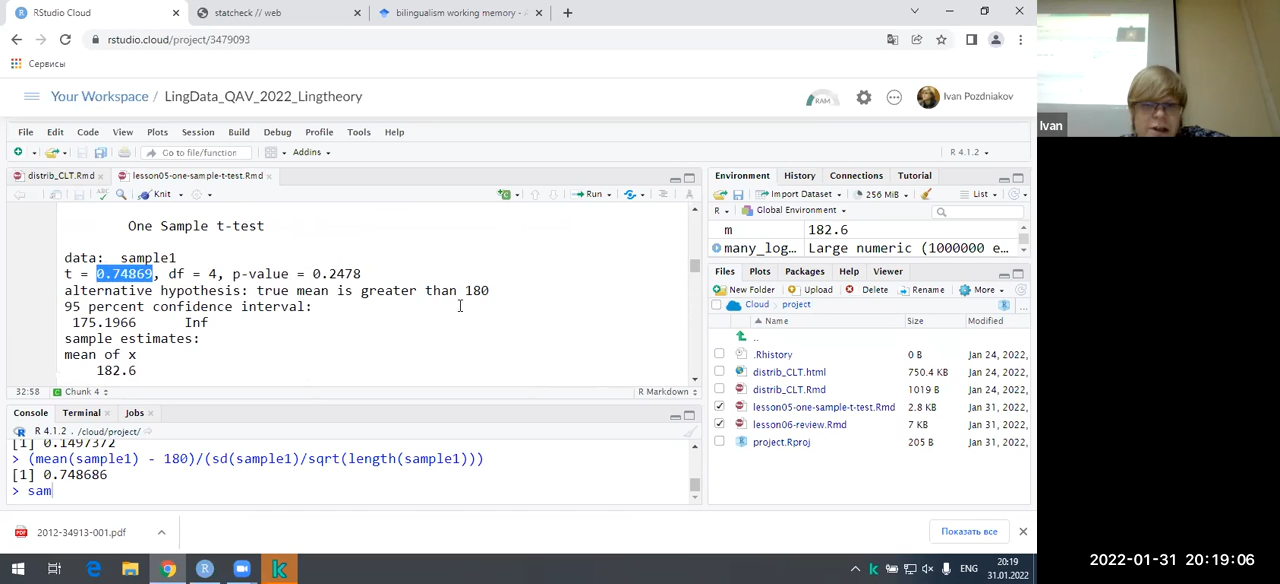 RStudio Cloud
statcheck // web
bilingualism working memory -
rstudio.cloud/project/3479093
Сервисы
Your Workspace / LingData_QAV_2022_Lingtheory
RAM
Ivan Pozdniakov
File Edit Code View Plots Session Build Debug Profile Tools Help
Go to file/function
Addins
R 4.1.2
distrib_CLT.Rmd
lesson05-one-sample-t-test.Rmd
Knit
Run
One Sample t-test
data:  sample1
t = 0.74869, df = 4, p-value = 0.2478
alternative hypothesis: true mean is greater than 180
95 percent confidence interval:
175.1966 Inf
sample estimates:
mean of x
182.6
32:58
Chunk 4
R Markdown
Console Terminal Jobs
R 4.1.2 . /cloud/project/
[1] 0.1497372
> (mean(sample1) - 180)/(sd(sample1)/sqrt(length(sample1)))
[1] 0.748686
> sam
Environment History Connections Tutorial
Import Dataset
256 MiB
List
R
Global Environment
m 182.6
many_log… Large numeric (1000000 e…
Files Plots Packages Help Viewer
New Folder Upload Delete Rename More
Cloud project
Name Size Modified
..
.Rhistory 0 B Jan 24, 2022,
distrib_CLT.html 750.4 KB Jan 24, 2022,
distrib_CLT.Rmd 1019 B Jan 24, 2022,
lesson05-one-sample-t-test.Rmd 2.8 KB Jan 31, 2022,
lesson06-review.Rmd 7 KB Jan 31, 2022,
project.Rproj 205 B Jan 31, 2022,
2012-34913-001.pdf
Показать все
ENG
20:19
31.01.2022
Ivan
2022-01-31 20:19:06